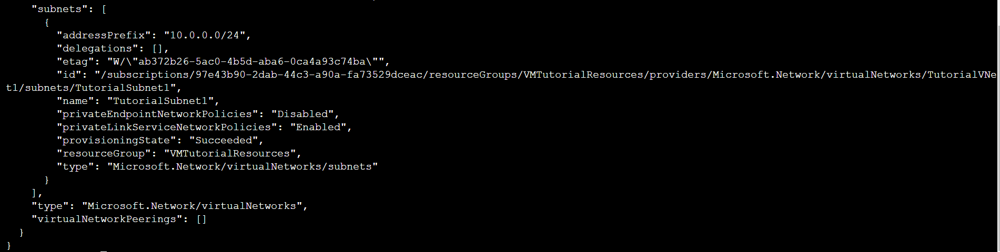 "subnets": [
{
"addressPrefix": "10.0.0.0/24",
"delegations": [],
"etag": "W/\"ab372b26-5ac0-4b5d-aba6-0ca4a93c74ba\"",
"id": "/subscriptions/97e43b90-2dab-44c3-a90a-fa73529dceac/resourceGroups/VMTutorialResources/providers/Microsoft.Network/virtualNetworks/TutorialVNe
t1/subnets/TutorialSubnet1",
"name": "TutorialSubnet1",
"privateEndpointNetworkPolicies": "Disabled",
"privateLinkServiceNetworkPolicies": "Enabled",
"provisioningState": "Succeeded",
"resourceGroup": "VMTutorialResources",
"type": "Microsoft.Network/virtualNetworks/subnets"
}
],
"type": "Microsoft.Network/virtualNetworks",
"virtualNetworkPeerings": []
}
}